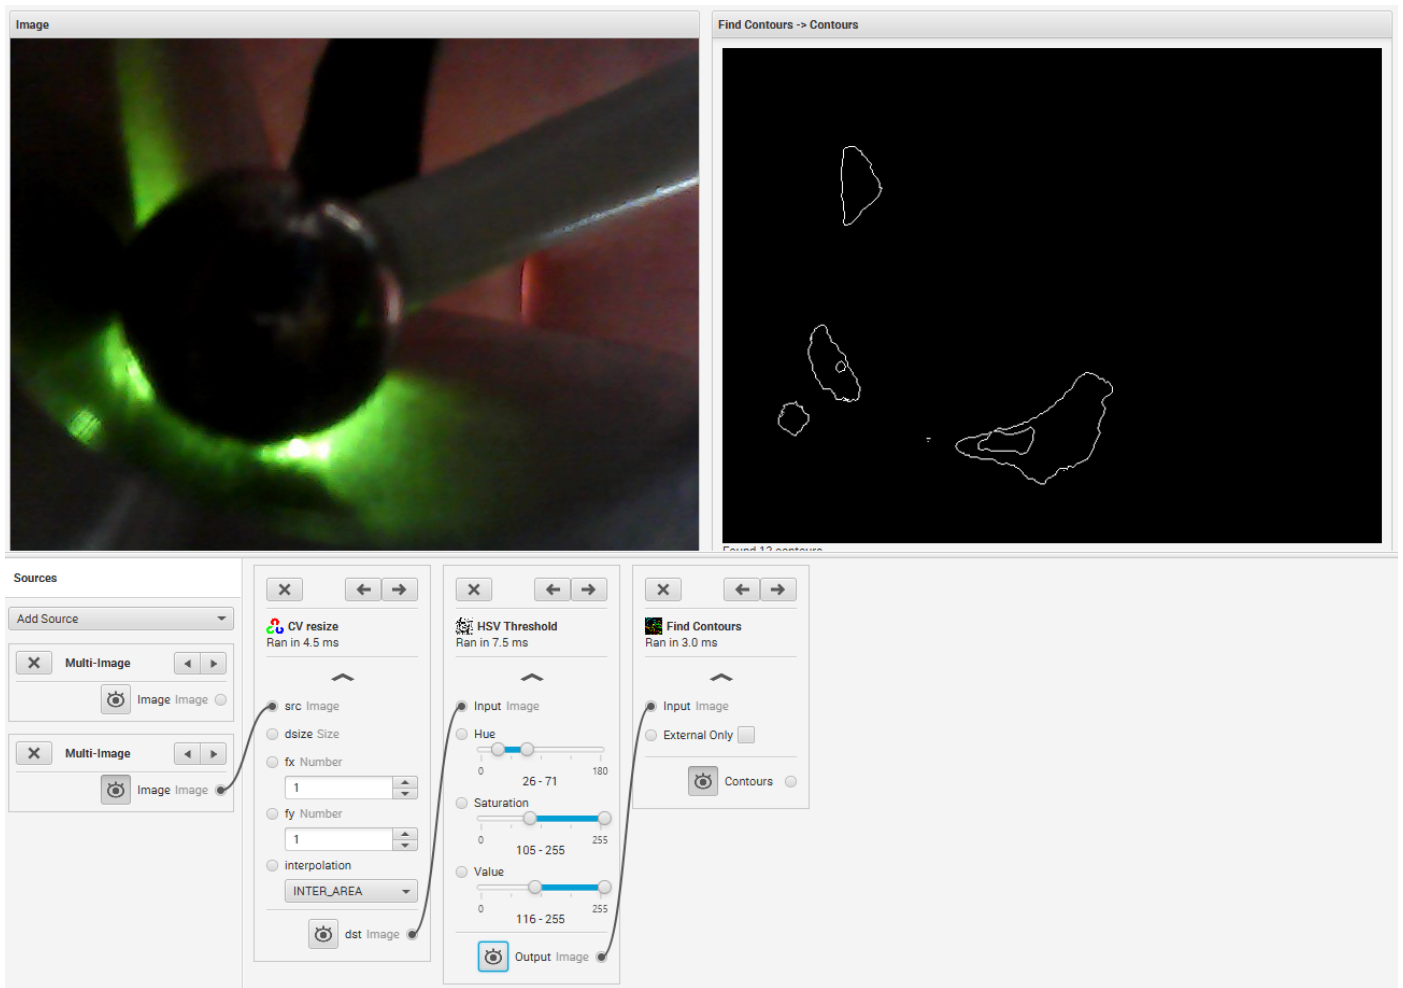 Image
Find Contours -> Contours
Found 12 contours
Sources
Add Source
Multi-Image
Image Image
Multi-Image
Image Image
CV resize
Ran in 4.5 ms
src Image
dsize Size
fx Number
1
fy Number
1
interpolation
INTER_AREA
dst Image
HSV Threshold
Ran in 7.5 ms
Input Image
Hue
0 180
26 - 71
Saturation
0 255
105 - 255
Value
0 255
116 - 255
Output Image
Find Contours
Ran in 3.0 ms
Input Image
External Only
Contours